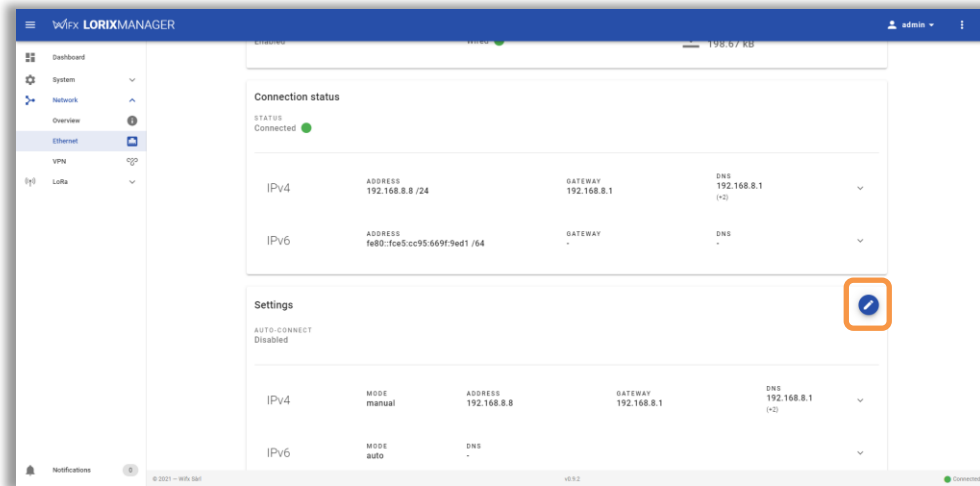 WIFX LORIXMANAGER
admin
Dashboard
System
Network
Overview
Ethernet
VPN
LoRa
Notifications 0
Enabled
Wired
198.67 kB
Connection status
STATUS
Connected
IPv4
ADDRESS
192.168.8.8 /24
GATEWAY
192.168.8.1
DNS
192.168.8.1
(+2)
IPv6
ADDRESS
fe80::fce5:cc95:669f:9ed1 /64
GATEWAY
-
DNS
-
Settings
AUTO-CONNECT
Disabled
IPv4
MODE
manual
ADDRESS
192.168.8.8
GATEWAY
192.168.8.1
DNS
192.168.8.1
(+2)
IPv6
MODE
auto
DNS
-
© 2021 — Wifx Sàrl
v0.9.2
Connected